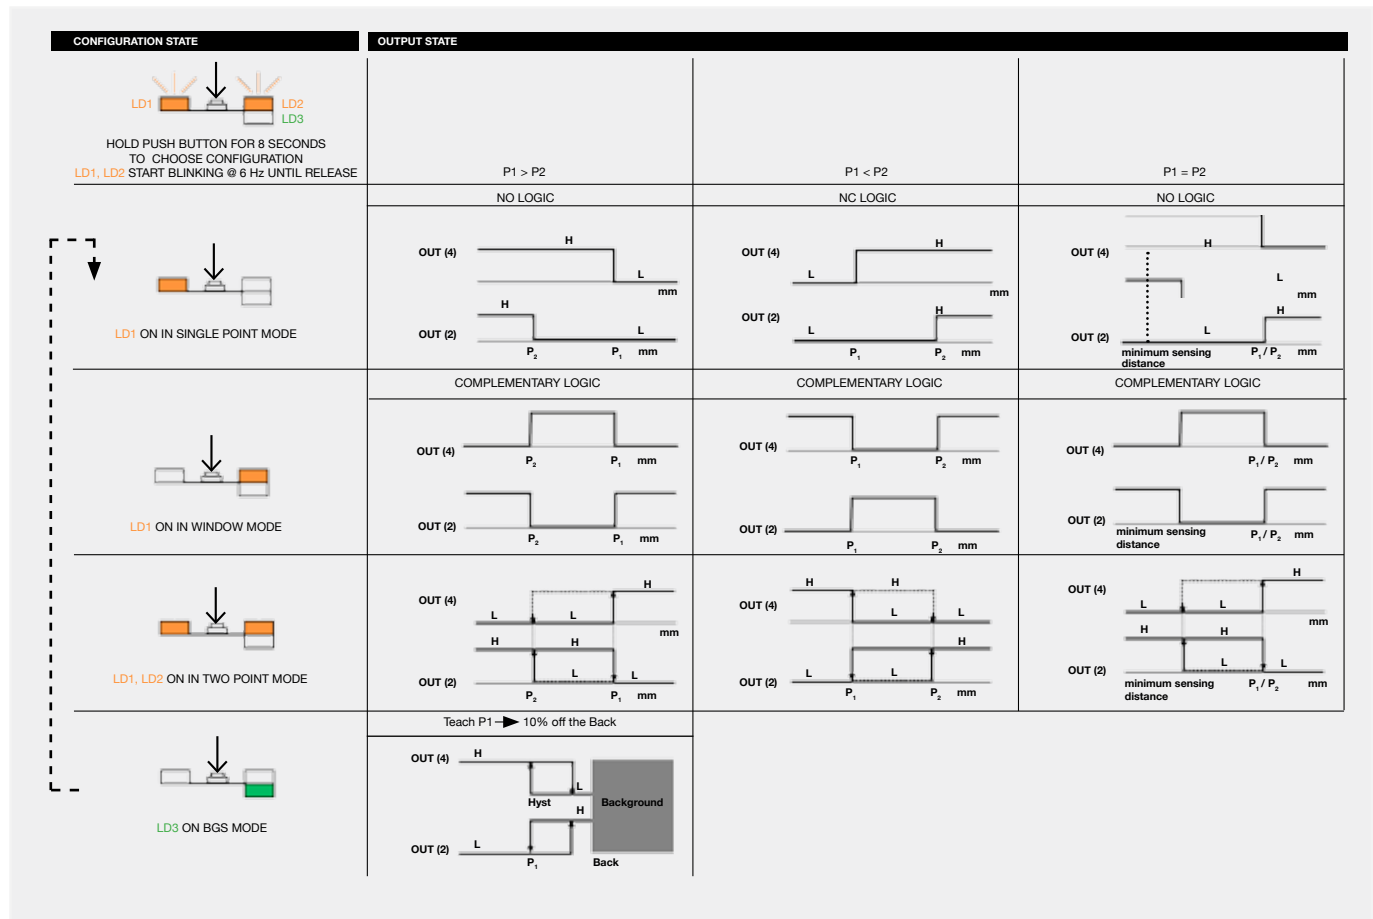 CONFIGURATION STATE
OUTPUT STATE
LD1
LD2
LD3
HOLD PUSH BUTTON FOR 8 SECONDS
TO CHOOSE CONFIGURATION
LD1, LD2 START BLINKING @ 6 Hz UNTIL RELEASE
P1 > P2
P1 < P2
P1 = P2
NO LOGIC
NC LOGIC
NO LOGIC
LD1 ON IN SINGLE POINT MODE
OUT (4)
H
L
mm
H
OUT (2)
L
P2
P1
mm
OUT (4)
H
L
mm
OUT (2)
H
L
P1
P2
mm
OUT (4)
H
L
mm
H
OUT (2)
L
minimum sensing
distance
P1 / P2
mm
COMPLEMENTARY LOGIC
COMPLEMENTARY LOGIC
COMPLEMENTARY LOGIC
LD1 ON IN WINDOW MODE
OUT (4)
P2
P1
mm
OUT (2)
P2
P1
mm
OUT (4)
P1
P2
mm
OUT (2)
P1
P2
mm
OUT (4)
P1 / P2
mm
OUT (2)
minimum sensing
distance
P1 / P2
mm
LD1, LD2 ON IN TWO POINT MODE
OUT (4)
H
L
L
mm
H
H
OUT (2)
L
L
P2
P1
mm
H
H
OUT (4)
L
L
H
OUT (2)
L
L
P1
P2
mm
H
OUT (4)
L
L
mm
H
H
OUT (2)
L
L
minimum sensing
distance
P1 / P2
mm
Teach P1 10% off the Back
LD3 ON BGS MODE
OUT (4)
H
L
Hyst
Background
H
OUT (2)
L
P1
Back